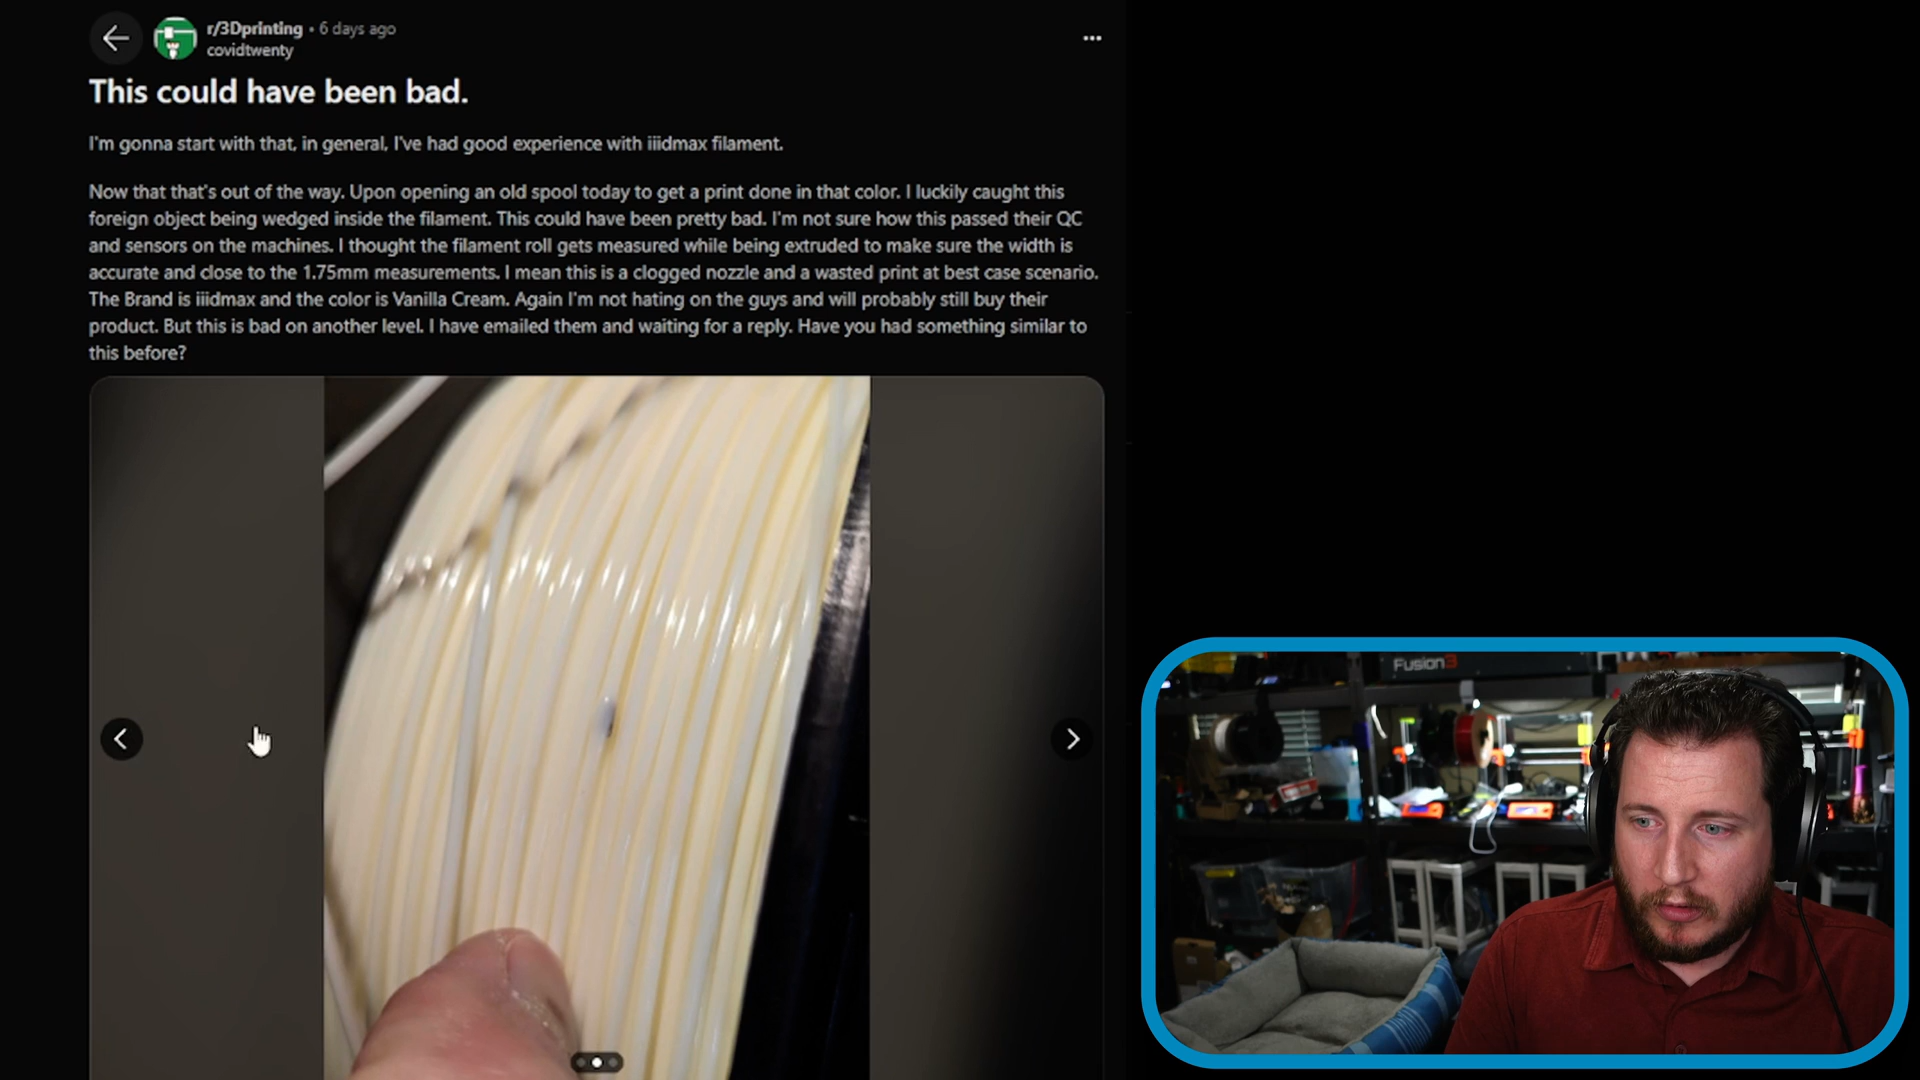 r/3Dprinting • 6 days ago
covidtwenty
This could have been bad.
I'm gonna start with that, in general, I've had good experience with iiidmax filament.
Now that that's out of the way. Upon opening an old spool today to get a print done in that color. I luckily caught this
foreign object being wedged inside the filament. This could have been pretty bad. I'm not sure how this passed their QC
and sensors on the machines. I thought the filament roll gets measured while being extruded to make sure the width is
accurate and close to the 1.75mm measurements. I mean this is a clogged nozzle and a wasted print at best case scenario.
The Brand is iiidmax and the color is Vanilla Cream. Again I'm not hating on the guys and will probably still buy their
product. But this is bad on another level. I have emailed them and waiting for a reply. Have you had something similar to
this before?
Fusion3